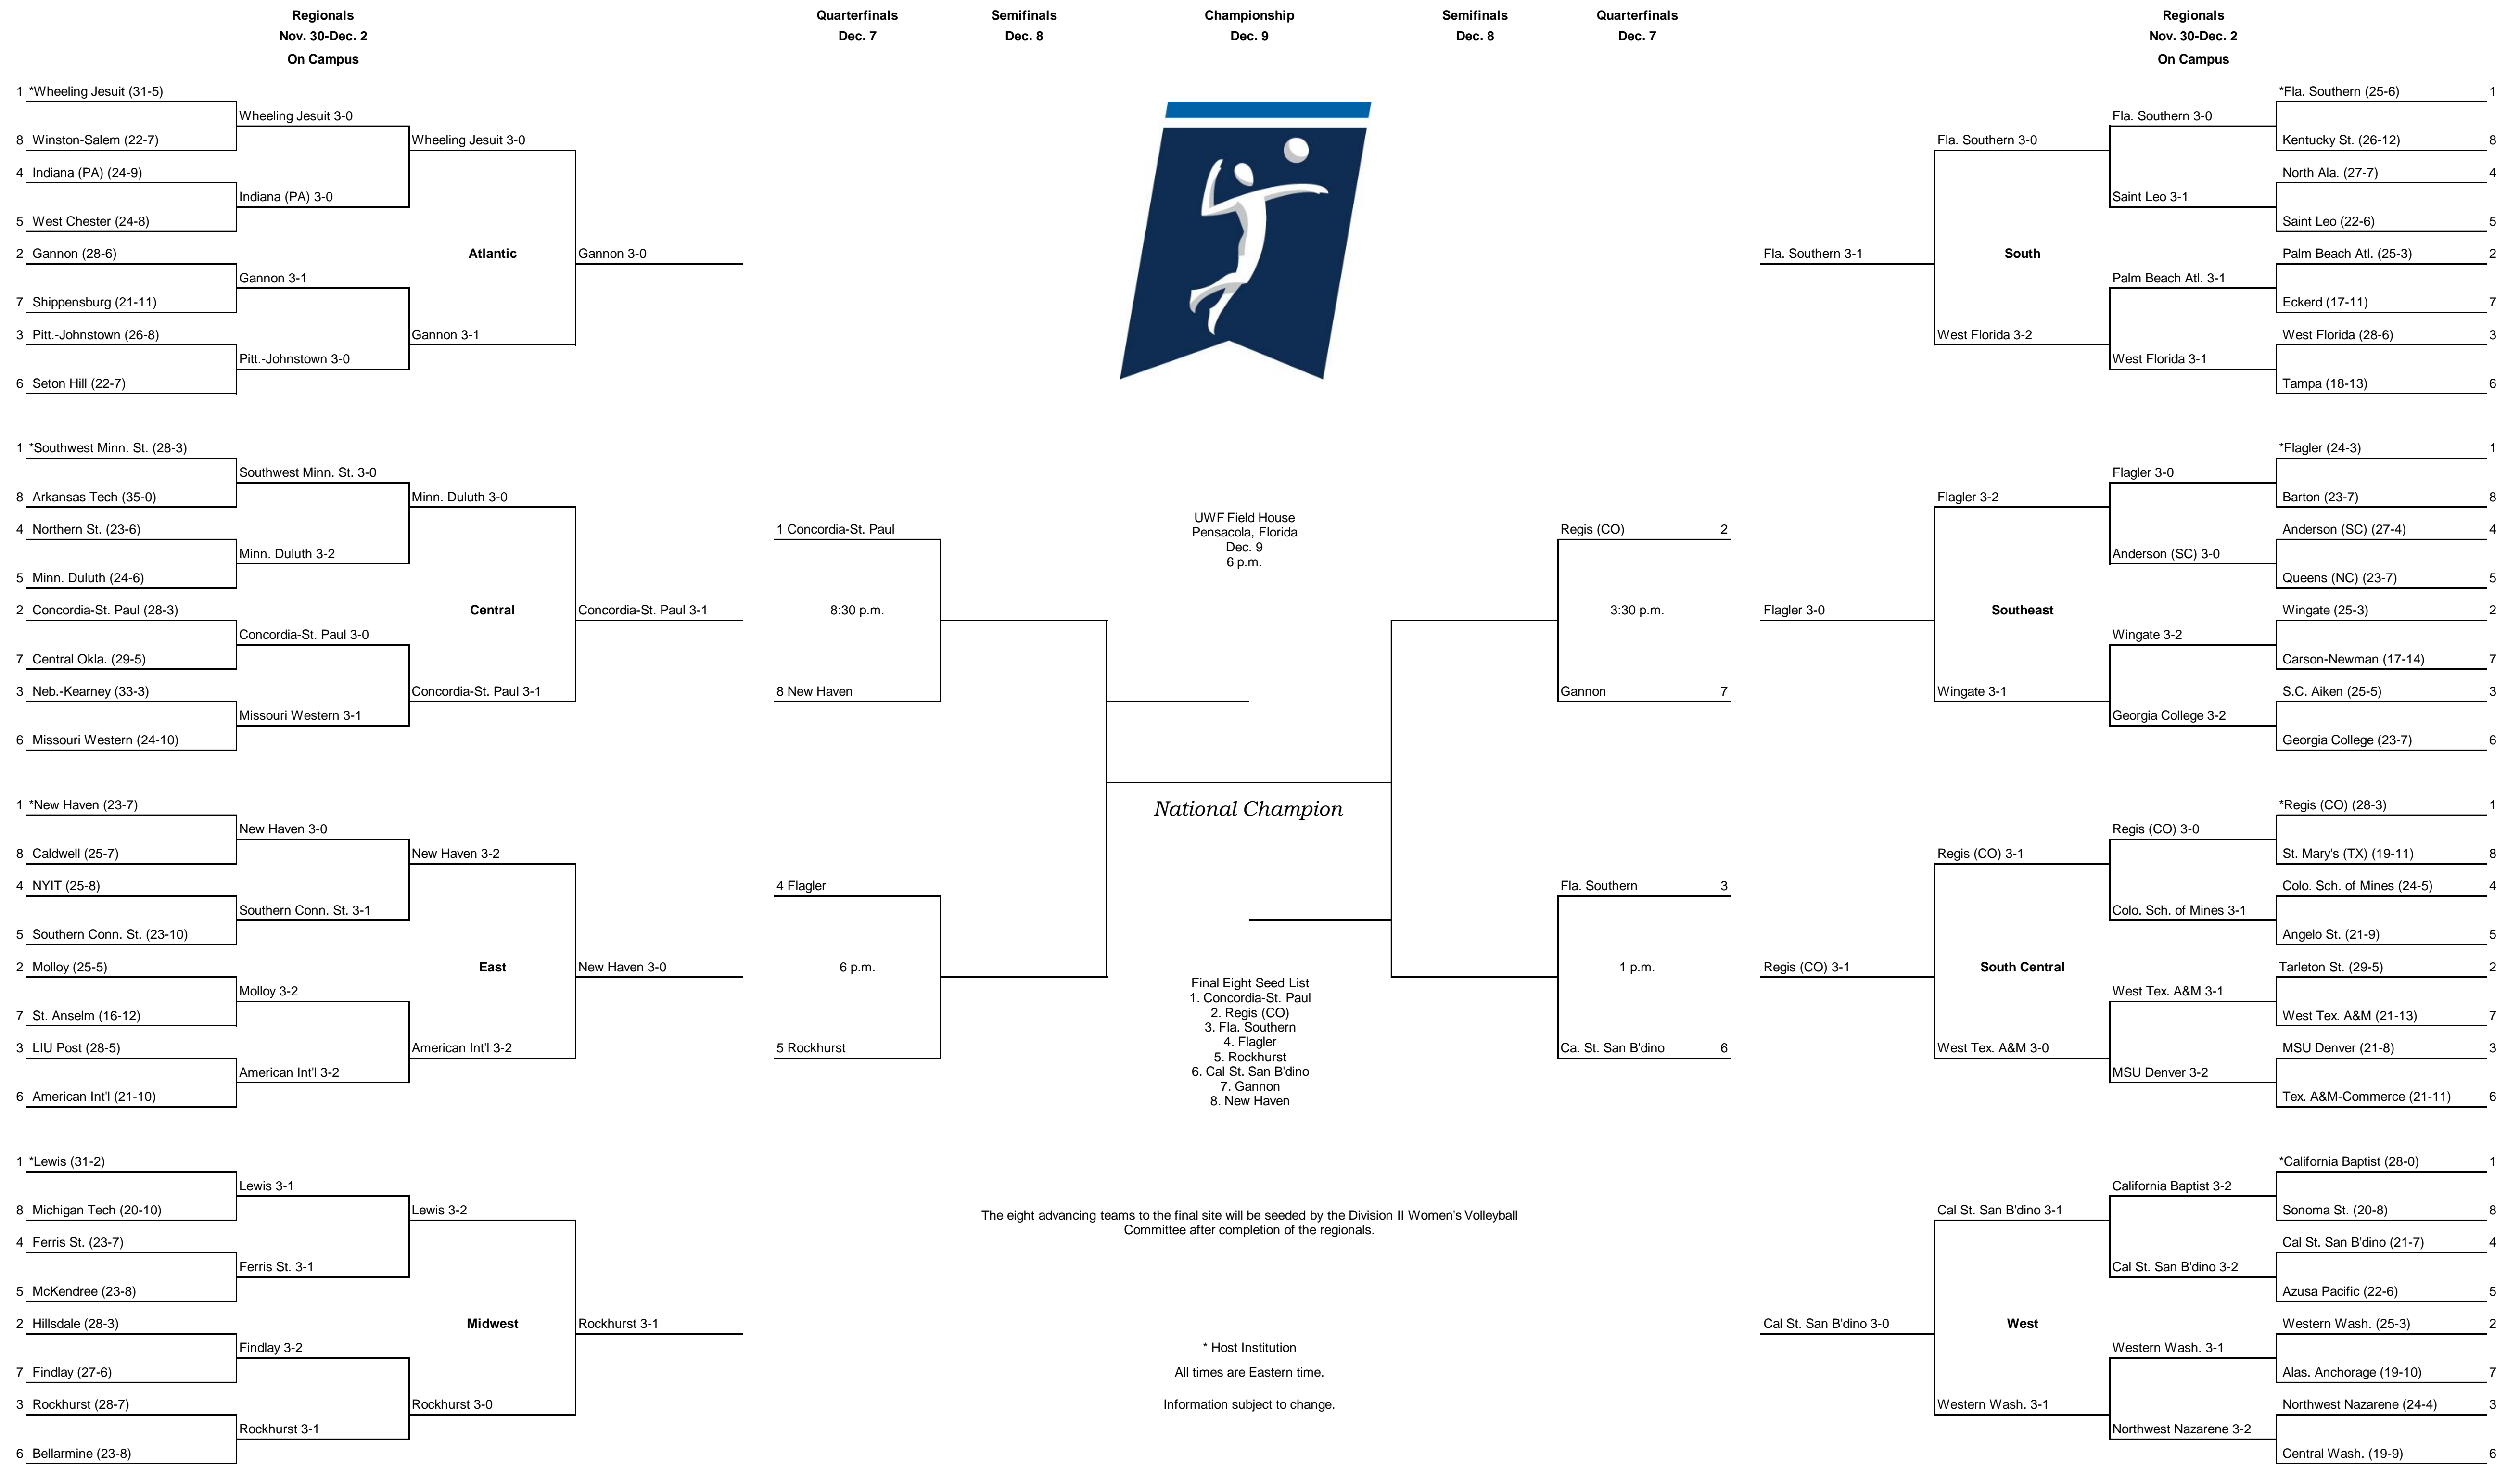 Regionals
Nov. 30-Dec. 2
On Campus
Quarterfinals
Dec. 7
Semifinals
Dec. 8
Championship
Dec. 9
Semifinals
Dec. 8
Quarterfinals
Dec. 7
Regionals
Nov. 30-Dec. 2
On Campus
1 *Wheeling Jesuit (31-5)
Wheeling Jesuit 3-0
8 Winston-Salem (22-7)
Wheeling Jesuit 3-0
4 Indiana (PA) (24-9)
Indiana (PA) 3-0
5 West Chester (24-8)
2 Gannon (28-6)
Atlantic
Gannon 3-0
Gannon 3-1
7 Shippensburg (21-11)
3 Pitt.-Johnstown (26-8)
Gannon 3-1
Pitt.-Johnstown 3-0
6 Seton Hill (22-7)
1 *Southwest Minn. St. (28-3)
Southwest Minn. St. 3-0
8 Arkansas Tech (35-0)
Minn. Duluth 3-0
4 Northern St. (23-6)
Minn. Duluth 3-2
5 Minn. Duluth (24-6)
2 Concordia-St. Paul (28-3)
Central
Concordia-St. Paul 3-1
Concordia-St. Paul 3-0
7 Central Okla. (29-5)
3 Neb.-Kearney (33-3)
Concordia-St. Paul 3-1
Missouri Western 3-1
6 Missouri Western (24-10)
1 *New Haven (23-7)
New Haven 3-0
8 Caldwell (25-7)
New Haven 3-2
4 NYIT (25-8)
Southern Conn. St. 3-1
5 Southern Conn. St. (23-10)
2 Molloy (25-5)
East
New Haven 3-0
Molloy 3-2
7 St. Anselm (16-12)
3 LIU Post (28-5)
American Int'l 3-2
American Int'l 3-2
6 American Int'l (21-10)
1 *Lewis (31-2)
Lewis 3-1
8 Michigan Tech (20-10)
Lewis 3-2
4 Ferris St. (23-7)
Ferris St. 3-1
5 McKendree (23-8)
2 Hillsdale (28-3)
Midwest
Rockhurst 3-1
Findlay 3-2
7 Findlay (27-6)
3 Rockhurst (28-7)
Rockhurst 3-0
Rockhurst 3-1
6 Bellarmine (23-8)
1 Concordia-St. Paul
8:30 p.m.
8 New Haven
4 Flagler
6 p.m.
5 Rockhurst
UWF Field House
Pensacola, Florida
Dec. 9
6 p.m.
National Champion
Final Eight Seed List
1. Concordia-St. Paul
2. Regis (CO)
3. Fla. Southern
4. Flagler
5. Rockhurst
6. Cal St. San B'dino
7. Gannon
8. New Haven
The eight advancing teams to the final site will be seeded by the Division II Women's Volleyball
Committee after completion of the regionals.
* Host Institution
All times are Eastern time.
Information subject to change.
Regis (CO) 2
3:30 p.m.
Gannon 7
Fla. Southern 3
1 p.m.
Ca. St. San B'dino 6
*Fla. Southern (25-6) 1
Fla. Southern 3-0
Kentucky St. (26-12) 8
Fla. Southern 3-0
North Ala. (27-7) 4
Saint Leo 3-1
Saint Leo (22-6) 5
Palm Beach Atl. (25-3) 2
South
Fla. Southern 3-1
Palm Beach Atl. 3-1
Eckerd (17-11) 7
West Florida (28-6) 3
West Florida 3-2
West Florida 3-1
Tampa (18-13) 6
*Flagler (24-3) 1
Flagler 3-0
Barton (23-7) 8
Flagler 3-2
Anderson (SC) (27-4) 4
Anderson (SC) 3-0
Queens (NC) (23-7) 5
Wingate (25-3) 2
Southeast
Flagler 3-0
Wingate 3-2
Carson-Newman (17-14) 7
S.C. Aiken (25-5) 3
Wingate 3-1
Georgia College 3-2
Georgia College (23-7) 6
*Regis (CO) (28-3) 1
Regis (CO) 3-0
St. Mary's (TX) (19-11) 8
Regis (CO) 3-1
Colo. Sch. of Mines (24-5) 4
Colo. Sch. of Mines 3-1
Angelo St. (21-9) 5
Tarleton St. (29-5) 2
South Central
Regis (CO) 3-1
West Tex. A&M 3-1
West Tex. A&M (21-13) 7
MSU Denver (21-8) 3
West Tex. A&M 3-0
MSU Denver 3-2
Tex. A&M-Commerce (21-11) 6
*California Baptist (28-0) 1
California Baptist 3-2
Sonoma St. (20-8) 8
Cal St. San B'dino 3-1
Cal St. San B'dino (21-7) 4
Cal St. San B'dino 3-2
Azusa Pacific (22-6) 5
Western Wash. (25-3) 2
West
Cal St. San B'dino 3-0
Western Wash. 3-1
Alas. Anchorage (19-10) 7
Northwest Nazarene (24-4) 3
Western Wash. 3-1
Northwest Nazarene 3-2
Central Wash. (19-9) 6